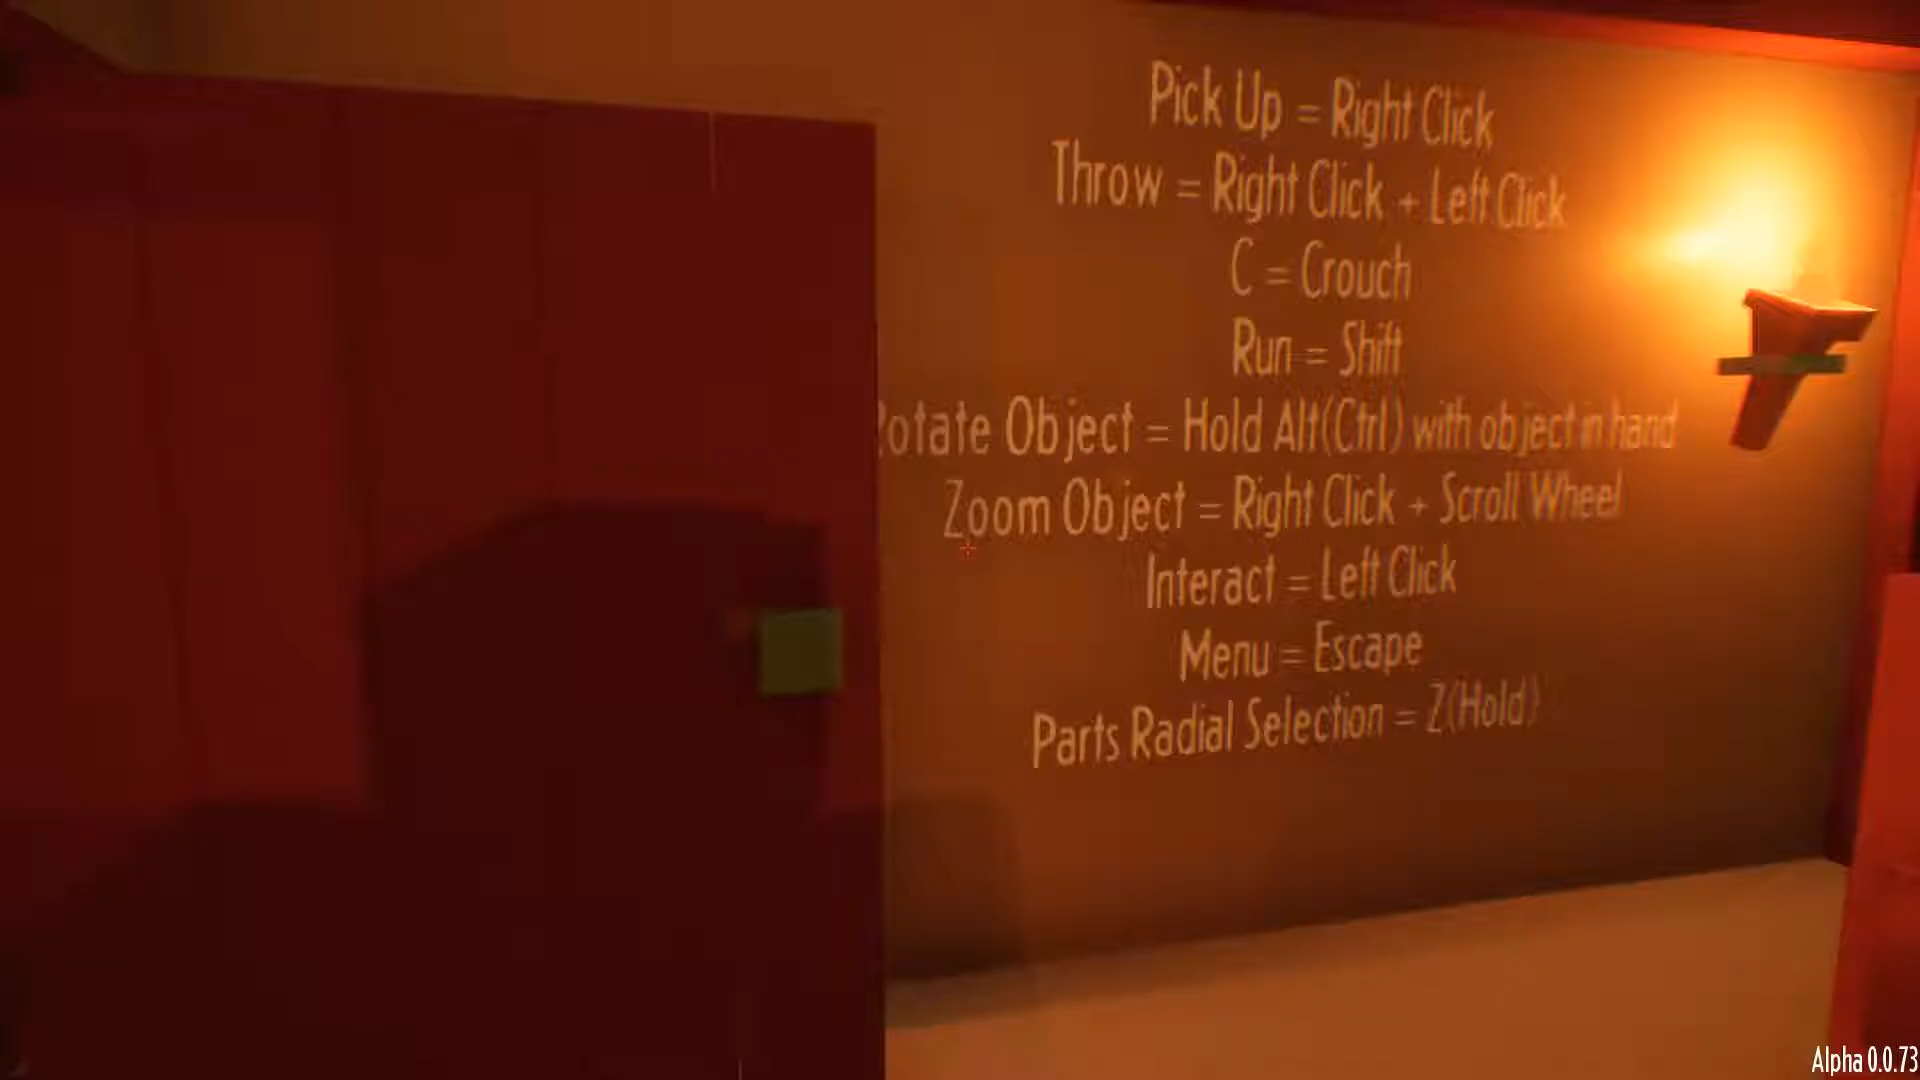 Pick Up = Right Click
Throw = Right Click + Left Click
C = Crouch
Run = Shift
Rotate Object = Hold Alt(Ctrl) with object in hand
Zoom Object = Right Click + Scroll Wheel
Interact = Left Click
Menu = Escape
Parts Radial Selection = Z(Hold)
Alpha 0.0.73